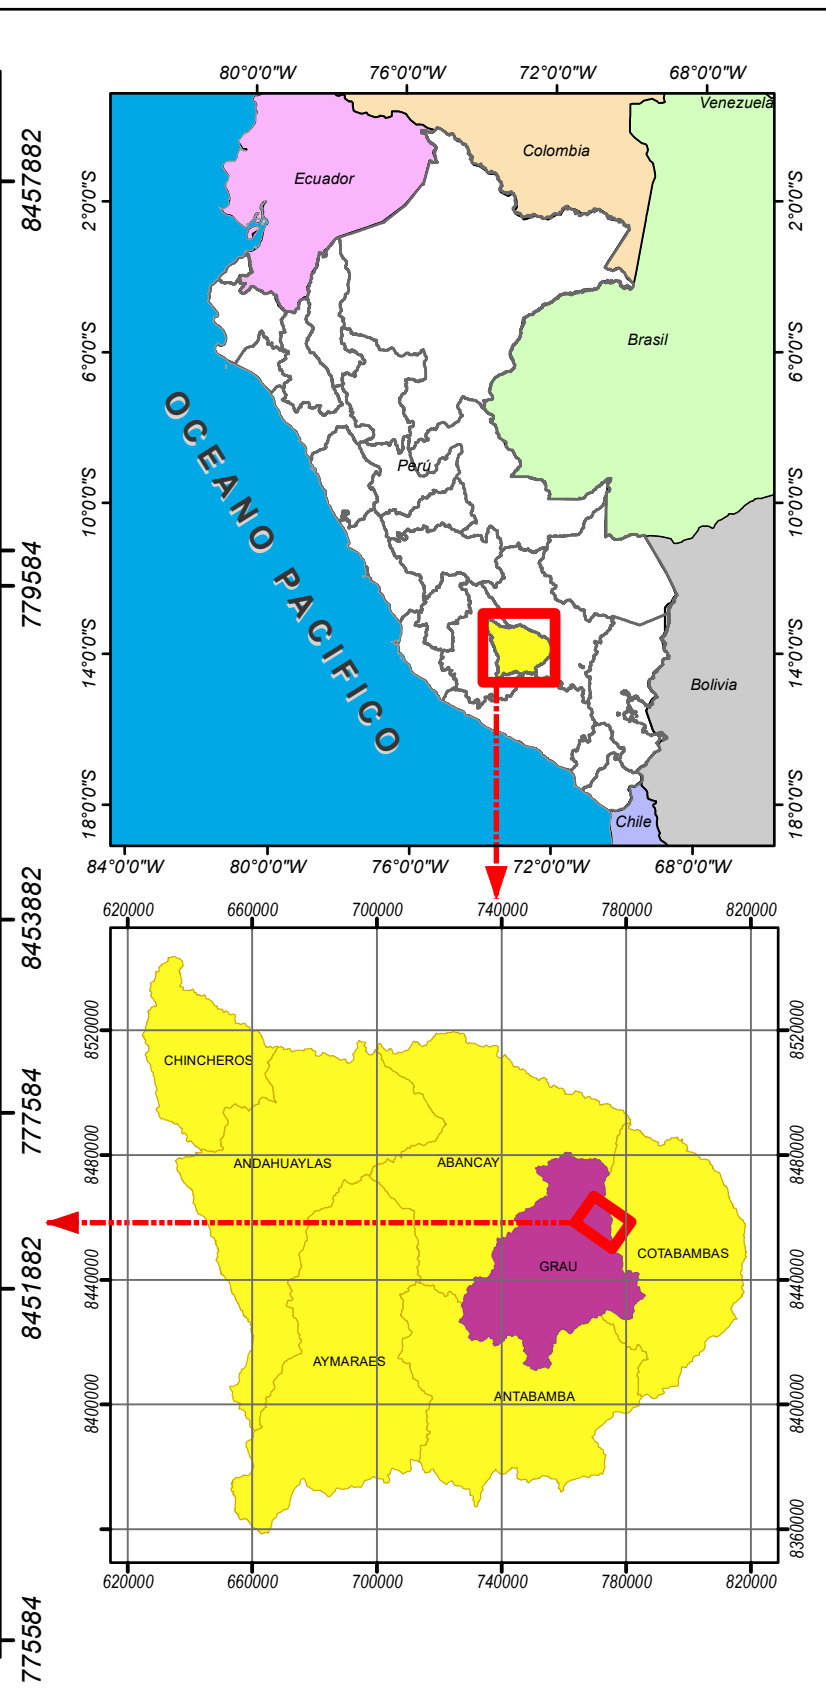 80°0'0"W 76°0'0"W 72°0'0"W 68°0'0"W
Venezuela
Colombia
Ecuador
2°0'0"S
2°0'0"S
8457882
Brasil
6°0'0"S
6°0'0"S
OCEANO PACIFICO
Perú
10°0'0"S
10°0'0"S
779584
14°0'0"S
14°0'0"S
Bolivia
18°0'0"S
18°0'0"S
Chile
84°0'0"W 80°0'0"W 76°0'0"W 72°0'0"W 68°0'0"W
8453882
620000 660000 700000 740000 780000 820000
8520000
8520000
CHINCHEROS
777584
8480000
8480000
ANDAHUAYLAS
ABANCAY
COTABAMBAS
GRAU
8451882
8440000
8440000
AYMARAES
ANTABAMBA
8400000
8400000
8360000
620000 660000 700000 740000 780000 820000
775584